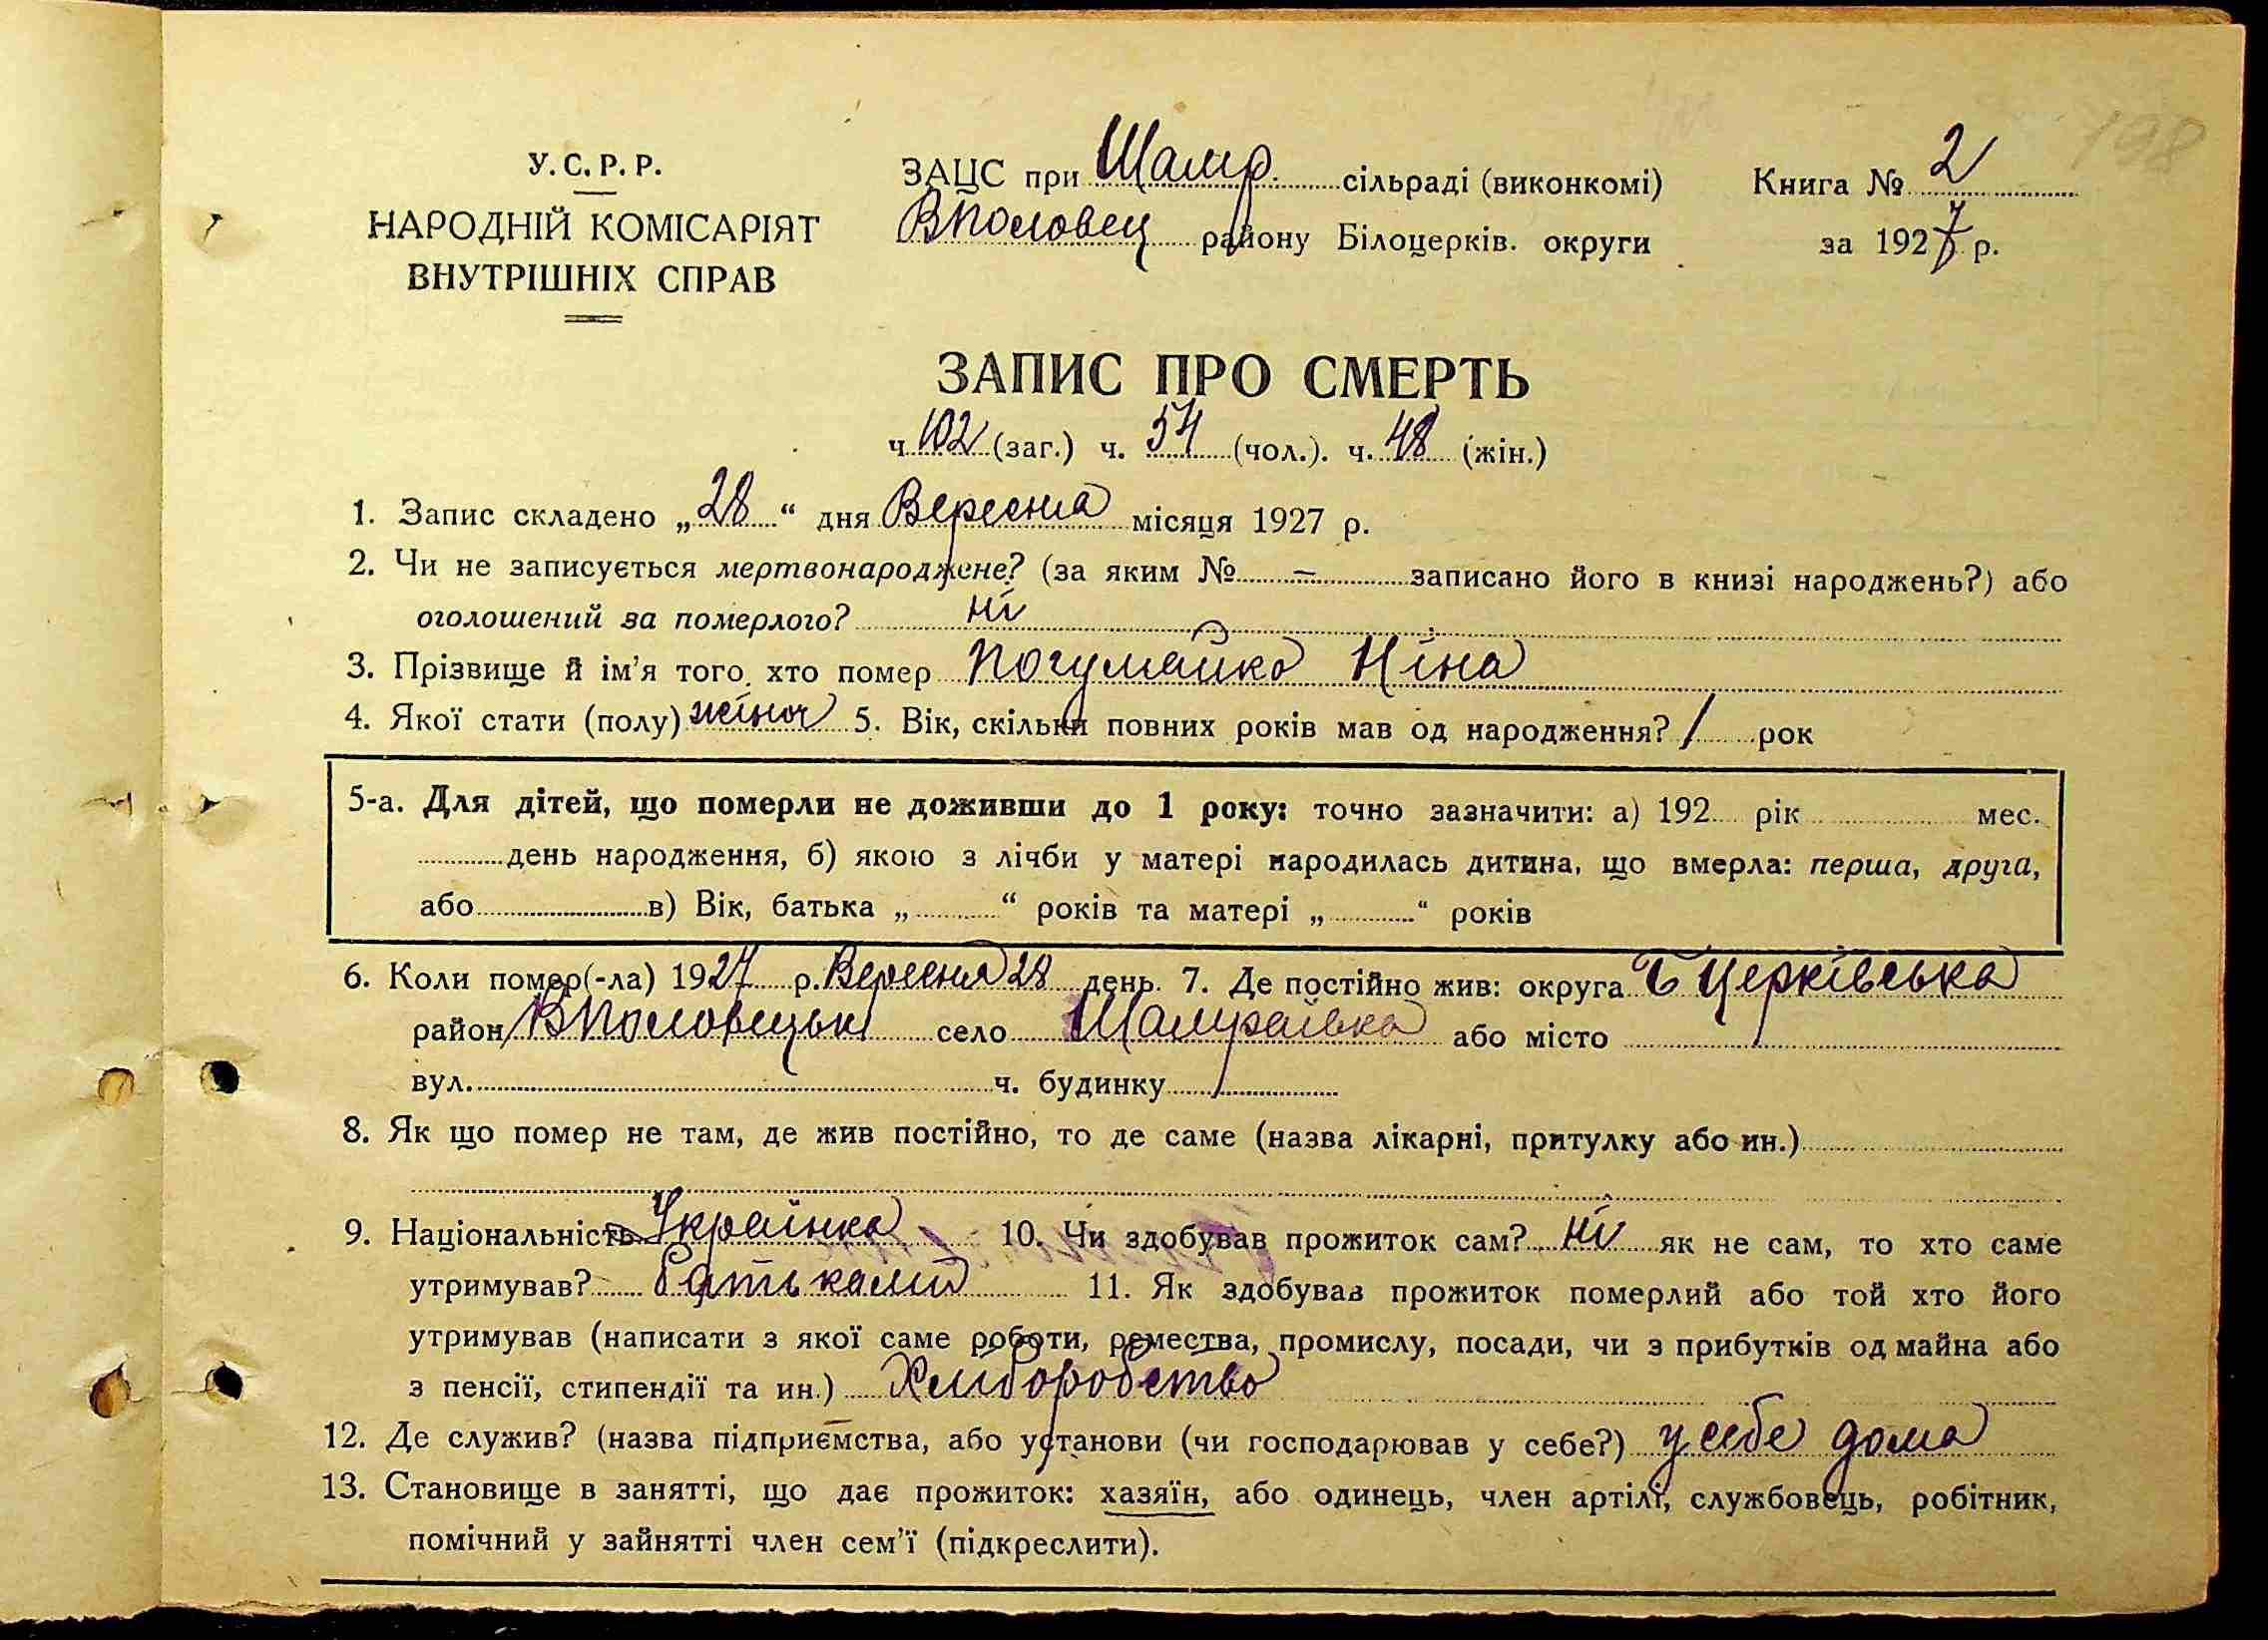 198
У.С.Р.Р.
НАРОДНІЙ КОМІСАРІЯТ
ВНУТРІШНІХ СПРАВ
ЗАЦС при Шамр. сільраді (виконкомі)
ВПоловец району Білоцерків. округи
Книга № 2
за 1927 р.
ЗАПИС ПРО СМЕРТЬ
ч. 102 (заг.) ч. 54 (чол.). ч. 48 (жін.)
1. Запис складено „28“ дня Вересня місяця 1927 р.
2. Чи не записується мертвонароджене? (за яким № — записано його в книзі народжень?) або
оголошений за померлого? ні
3. Прізвище й ім'я того, хто помер Погумайко Ніна
4. Якої стати (полу) жіноч 5. Вік, скільки повних років мав од народження? 1 рок
5-а. Для дітей, що померли не доживши до 1 року: точно зазначити: а) 192 рік мес.
день народження, б) якою з лічби у матері народилась дитина, що вмерла: перша, друга,
або в) Вік, батька „ “ років та матері „ “ років
6. Коли помер(-ла) 1927 р. Вересня 28 день. 7. Де постійно жив: округа БЦерківська
район ВПоловецьк село Шамраївка або місто
вул. ч. будинку
8. Як що помер не там, де жив постійно, то де саме (назва лікарні, притулку або ин.)
9. Національність Українка 10. Чи здобував прожиток сам? ні як не сам, то хто саме
утримував? Батьками 11. Як здобував прожиток померлий або той хто його
утримував (написати з якої саме роботи, ремества, промислу, посади, чи з прибутків од майна або
з пенсії, стипендії та ин.) Хліборобство
12. Де служив? (назва підприємства, або установи (чи господарював у себе?) у себе дома
13. Становище в занятті, що дає прожиток: хазяїн, або одинець, член артілі, службовець, робітник,
помічний у зайнятті член сем'ї (підкреслити).